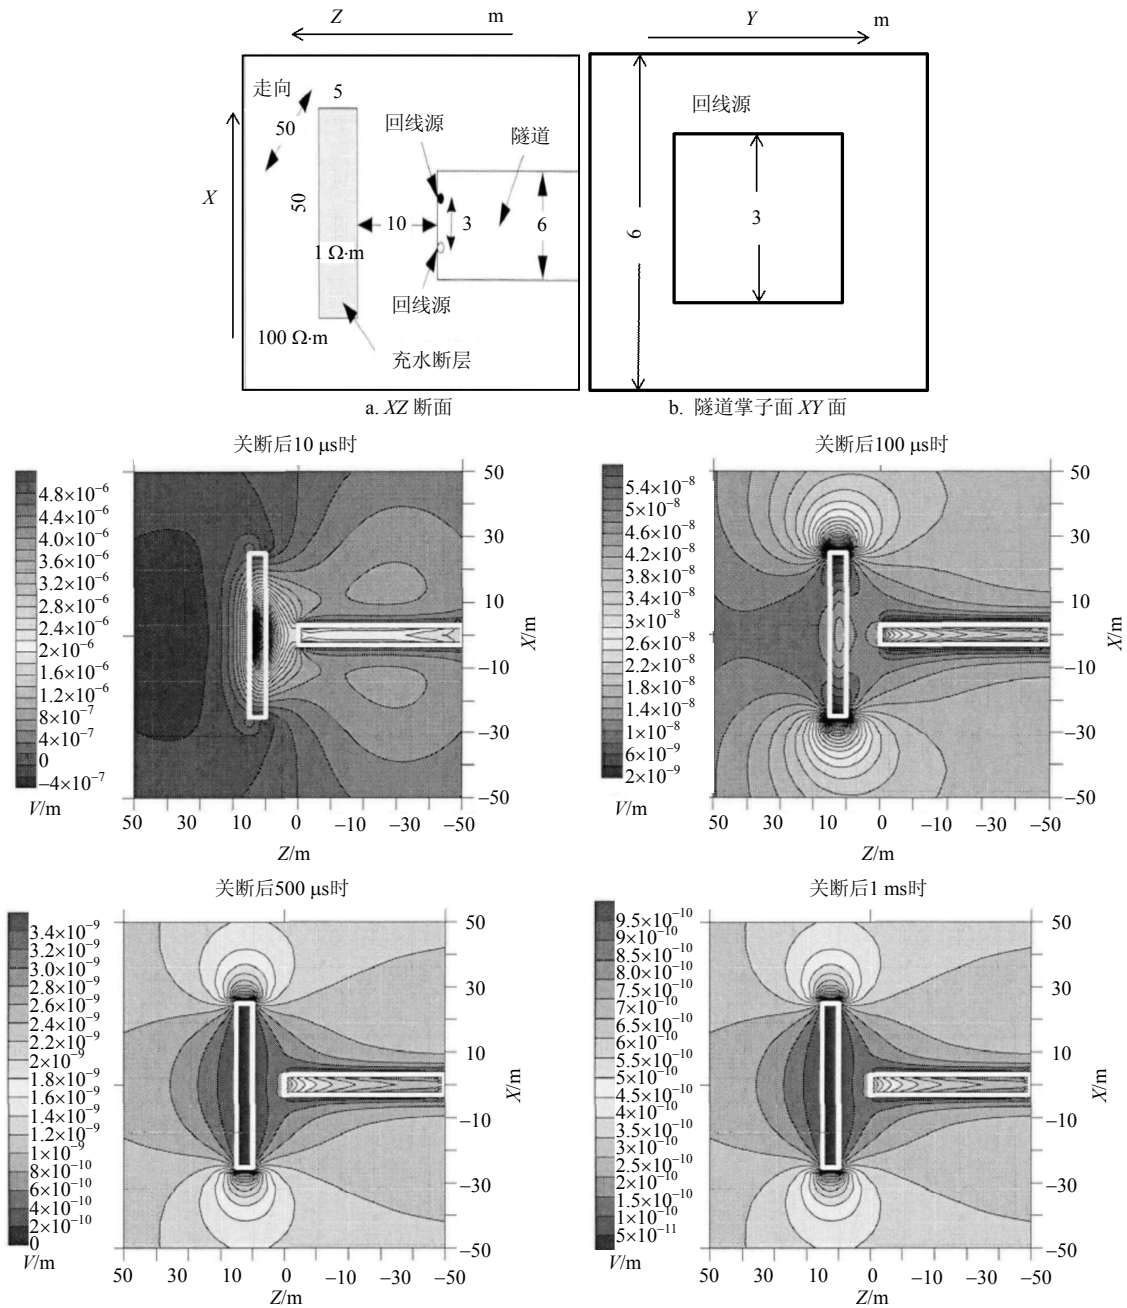 Z
m
走向
5
50
X
50
1 Ω·m
100 Ω·m
回线源
隧道
10
3
6
回线源
充水断层
a. XZ 断面
Y
m
回线源
6
3
b. 隧道掌子面 XY 面
关断后10 μs时
4.8×10⁻⁶
4.4×10⁻⁶
4.0×10⁻⁶
3.6×10⁻⁶
3.2×10⁻⁶
2.8×10⁻⁶
2.4×10⁻⁶
2×10⁻⁶
1.6×10⁻⁶
1.2×10⁻⁶
8×10⁻⁷
4×10⁻⁷
0
−4×10⁻⁷
V/m
50
30
10
−10
−30
−50
X/m
50 30 10 0 −10 −30 −50
Z/m
关断后100 μs时
5.4×10⁻⁸
5×10⁻⁸
4.6×10⁻⁸
4.2×10⁻⁸
3.8×10⁻⁸
3.4×10⁻⁸
3×10⁻⁸
2.6×10⁻⁸
2.2×10⁻⁸
1.8×10⁻⁸
1.4×10⁻⁸
1×10⁻⁸
6×10⁻⁹
2×10⁻⁹
V/m
50
30
10
−10
−30
−50
X/m
50 30 10 0 −10 −30 −50
Z/m
关断后500 μs时
3.4×10⁻⁹
3.2×10⁻⁹
3.0×10⁻⁹
2.8×10⁻⁹
2.6×10⁻⁹
2.4×10⁻⁹
2.2×10⁻⁹
2×10⁻⁹
1.8×10⁻⁹
1.6×10⁻⁹
1.4×10⁻⁹
1.2×10⁻⁹
1×10⁻⁹
8×10⁻¹⁰
6×10⁻¹⁰
4×10⁻¹⁰
2×10⁻¹⁰
0
V/m
50
30
10
−10
−30
−50
X/m
50 30 10 0 −10 −30 −50
Z/m
关断后1 ms时
9.5×10⁻¹⁰
9×10⁻¹⁰
8.5×10⁻¹⁰
8.0×10⁻¹⁰
7.5×10⁻¹⁰
7×10⁻¹⁰
6.5×10⁻¹⁰
6×10⁻¹⁰
5.5×10⁻¹⁰
5×10⁻¹⁰
4.5×10⁻¹⁰
4×10⁻¹⁰
3.5×10⁻¹⁰
3×10⁻¹⁰
2.5×10⁻¹⁰
2×10⁻¹⁰
1.5×10⁻¹⁰
1×10⁻¹⁰
5×10⁻¹¹
V/m
50
30
10
−10
−30
−50
X/m
50 30 10 0 −10 −30 −50
Z/m